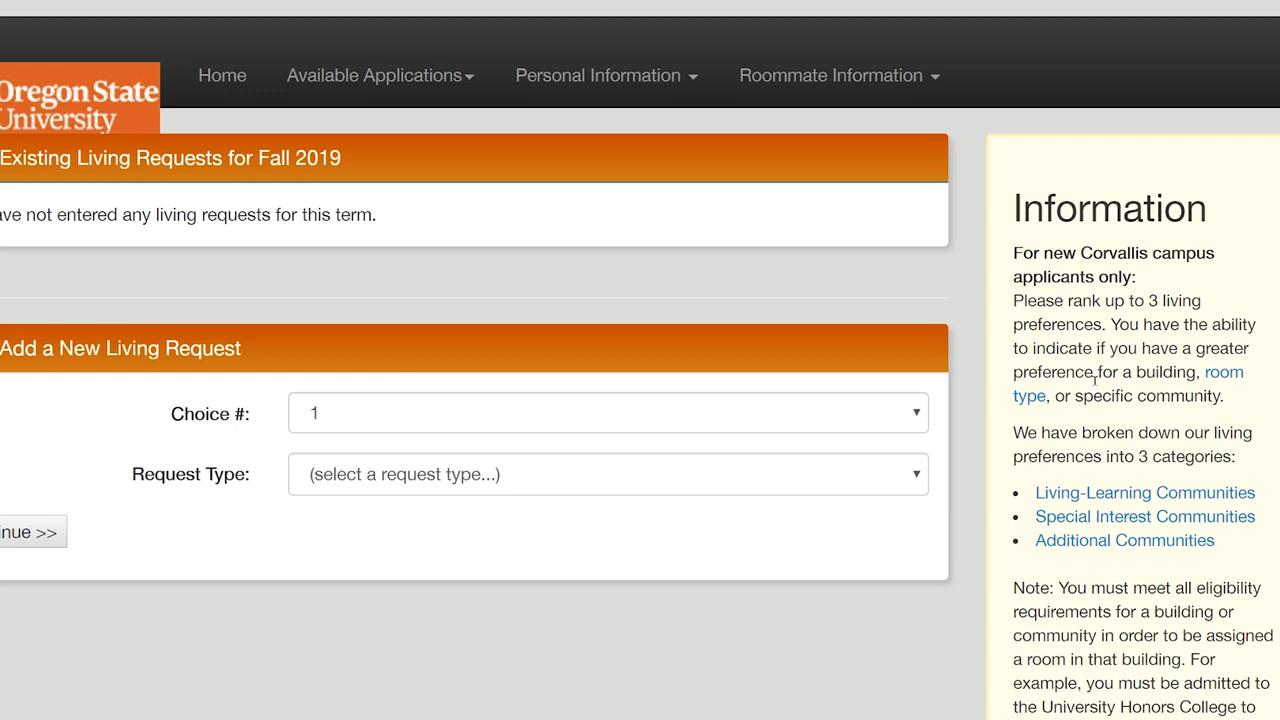 Home Available Applications Personal Information Roommate Information
Oregon State
University
Existing Living Requests for Fall 2019
have not entered any living requests for this term.
Add a New Living Request
Choice #: 1
Request Type: (select a request type...)
inue >>
Information
For new Corvallis campus
applicants only:
Please rank up to 3 living
preferences. You have the ability
to indicate if you have a greater
preference for a building, room
type, or specific community.
We have broken down our living
preferences into 3 categories:
• Living-Learning Communities
• Special Interest Communities
• Additional Communities
Note: You must meet all eligibility
requirements for a building or
community in order to be assigned
a room in that building. For
example, you must be admitted to
the University Honors College to